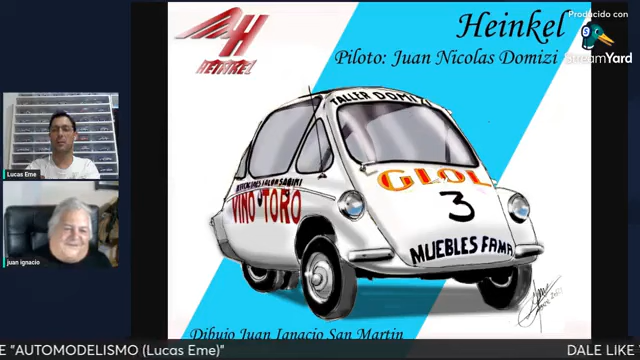 Heinkel
Piloto: Juan Nicolas Domizi
Producido con
StreamYard
HEINKEL
TALLER DOMIZI
GLOL
3
VINO TORO
MUEBLES FAMA
Lucas Eme
juan ignacio
Dibujo Juan Ignacio San Martin
E "AUTOMODELISMO (Lucas Eme)"
DALE LIKE